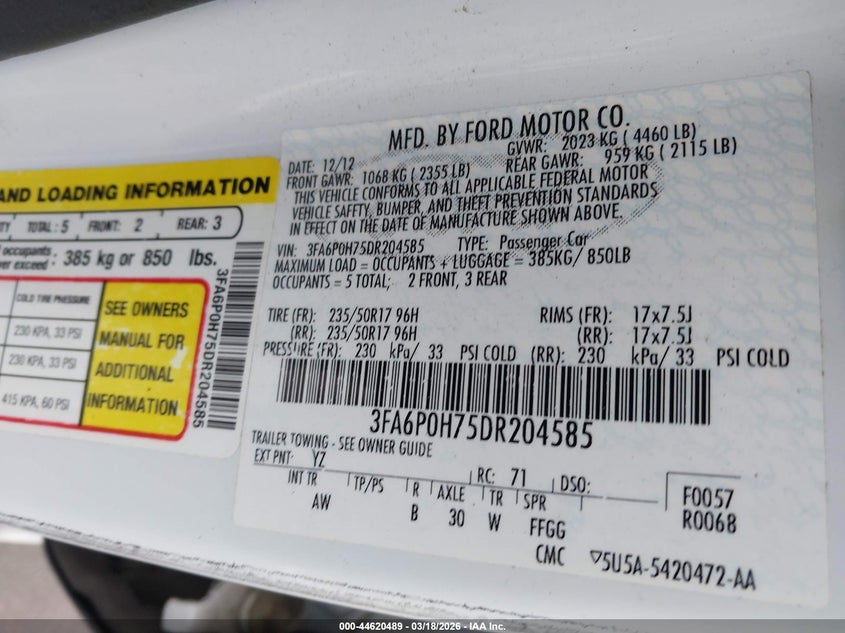 AND LOADING INFORMATION
TOTAL: 5 FRONT: 2 REAR: 3
occupants:
exceed: 385 kg or 850 lbs.
COLD TIRE PRESSURE
230 KPA, 33 PSI
230 KPA, 33 PSI
415 KPA, 60 PSI
SEE OWNERS
MANUAL FOR
ADDITIONAL
INFORMATION
3FA6P0H75DR204585
MFD. BY FORD MOTOR CO.
DATE: 12/12 GVWR: 2023 KG ( 4460 LB)
FRONT GAWR: 1068 KG ( 2355 LB) REAR GAWR: 959 KG ( 2115 LB)
THIS VEHICLE CONFORMS TO ALL APPLICABLE FEDERAL MOTOR
VEHICLE SAFETY, BUMPER, AND THEFT PREVENTION STANDARDS
IN EFFECT ON THE DATE OF MANUFACTURE SHOWN ABOVE.
VIN: 3FA6P0H75DR204585 TYPE: Passenger Car
MAXIMUM LOAD = OCCUPANTS + LUGGAGE = 385KG/ 850LB
OCCUPANTS = 5 TOTAL; 2 FRONT, 3 REAR
TIRE (FR): 235/50R17 96H RIMS (FR): 17x7.5J
(RR): 235/50R17 96H (RR): 17x7.5J
PRESSURE (FR): 230 kPa/ 33 PSI COLD (RR): 230 kPa/ 33 PSI COLD
3FA6P0H75DR204585
TRAILER TOWING - SEE OWNER GUIDE
EXT PNT: YZ RC: 71 DSO:
INT TR TP/PS R AXLE TR SPR
AW B 30 W FFGG
F0057
R0068
CMC ▽5U5A-5420472-AA
000-44620489 - 03/18/2026 - IAA Inc.